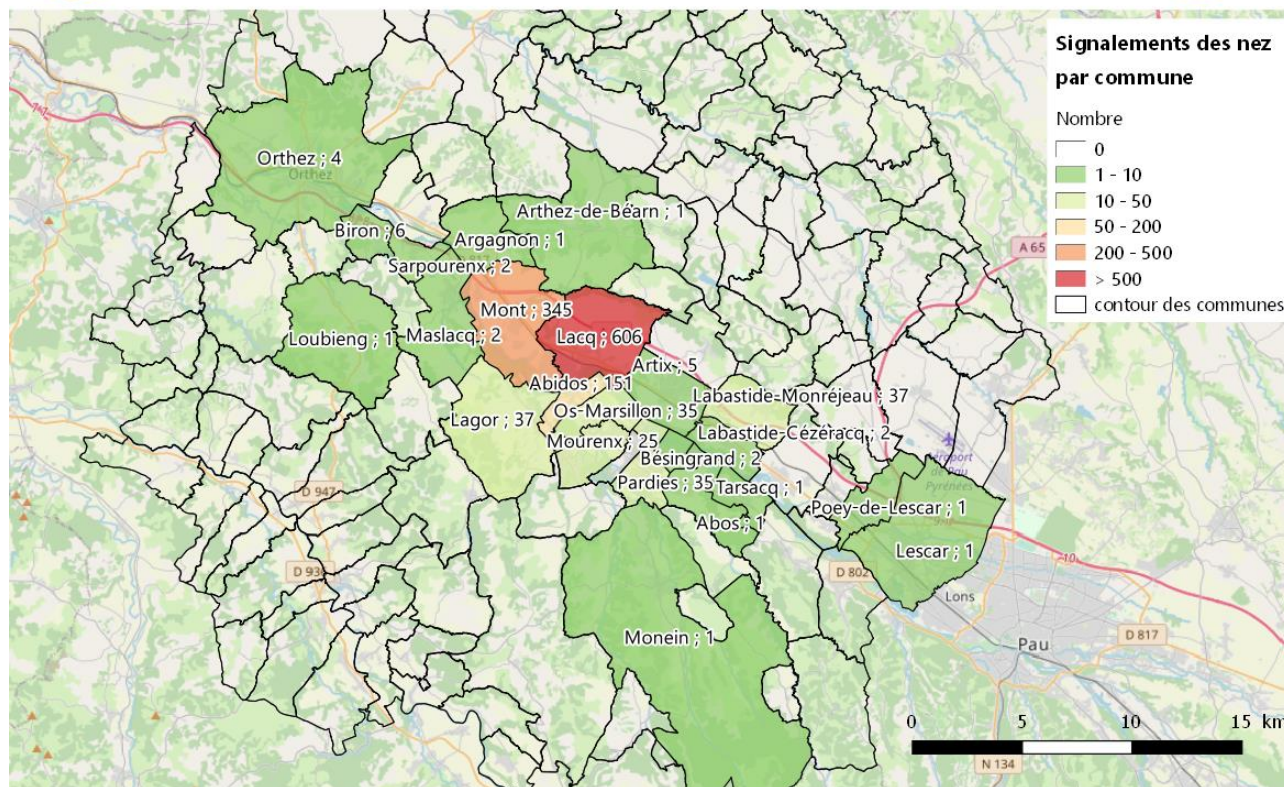 Signalements des nez
par commune
Nombre
0
1 - 10
10 - 50
50 - 200
200 - 500
> 500
contour des communes
A 65
Orthez ; 4
Orthez
Arthez-de-Béarn ; 1
Biron ; 6
Argagnon ; 1
Sarpourenx ; 2
Mont ; 345
Loubieng ; 1
Maslacq ; 2
Lacq ; 606
Artix ; 5
Abidos ; 151
Labastide-Monréjeau ; 37
Lagor ; 37
Os-Marsillon ; 35
Mourenx ; 25
Labastide-Cézéracq ; 2
Bésingrand ; 2
Pardies ; 35
Tarsacq ; 1
Pyrénées
D 947
Abos ; 1
Poey-de-Lescar ; 1
Lescar ; 1
D 802
Lons
Monein ; 1
Pau
D 817
0 5 10 15 km
N 134